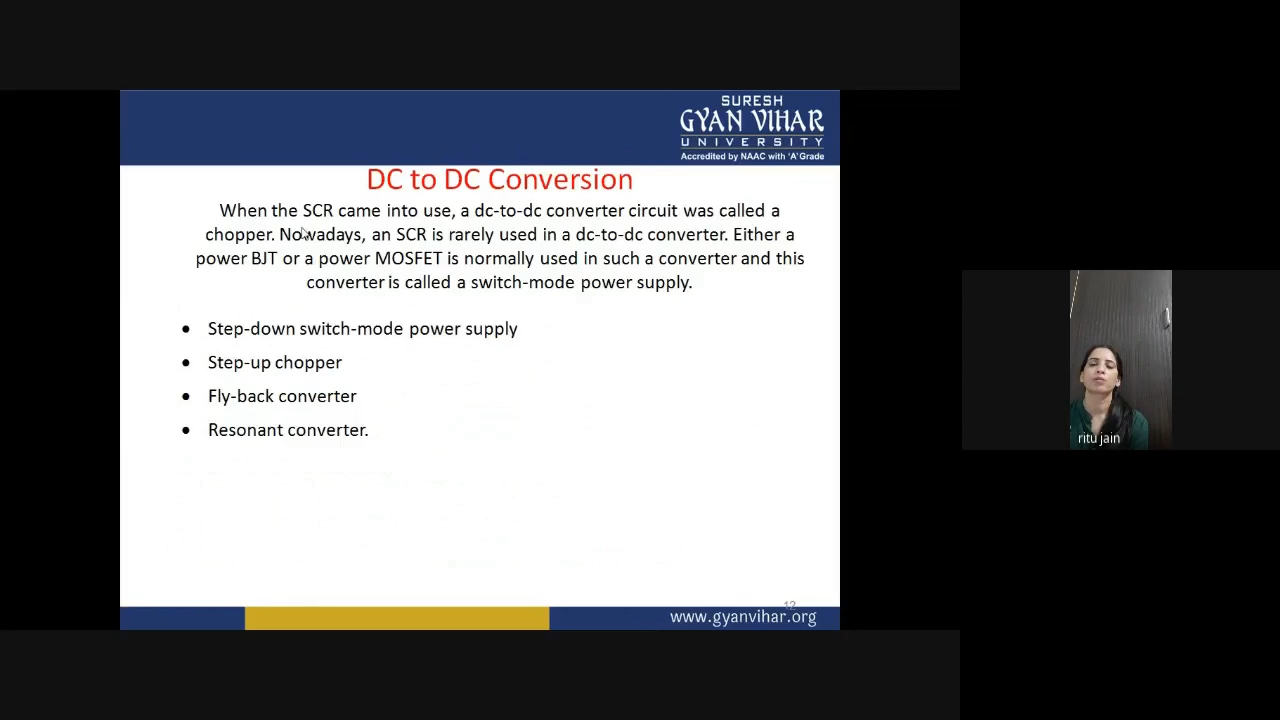 SURESH
GYAN VIHAR
UNIVERSITY
Accredited by NAAC with 'A' Grade
DC to DC Conversion
When the SCR came into use, a dc-to-dc converter circuit was called a
chopper. Nowadays, an SCR is rarely used in a dc-to-dc converter. Either a
power BJT or a power MOSFET is normally used in such a converter and this
converter is called a switch-mode power supply.
• Step-down switch-mode power supply
• Step-up chopper
• Fly-back converter
• Resonant converter.
ritu jain
12
www.gyanvihar.org